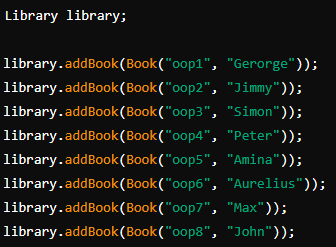 Library library;
library.addBook(Book("oop1", "Gerorge"));
library.addBook(Book("oop2", "Jimmy"));
library.addBook(Book("oop3", "Simon"));
library.addBook(Book("oop4", "Peter"));
library.addBook(Book("oop5", "Amina"));
library.addBook(Book("oop6", "Aurelius"));
library.addBook(Book("oop7", "Max"));
library.addBook(Book("oop8", "John"));